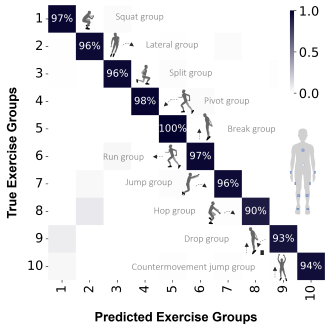 1
97%
Squat group
1.0
2
96%
Lateral group
3
96%
Split group
0.5
4
98%
Pivot group
5
100%
Break group
0.0
6
Run group
97%
7
Jump group
96%
8
Hop group
90%
9
Drop group
93%
10
Countermovement jump group
94%
1 2 3 4 5 6 7 8 9 10
True Exercise Groups
Predicted Exercise Groups